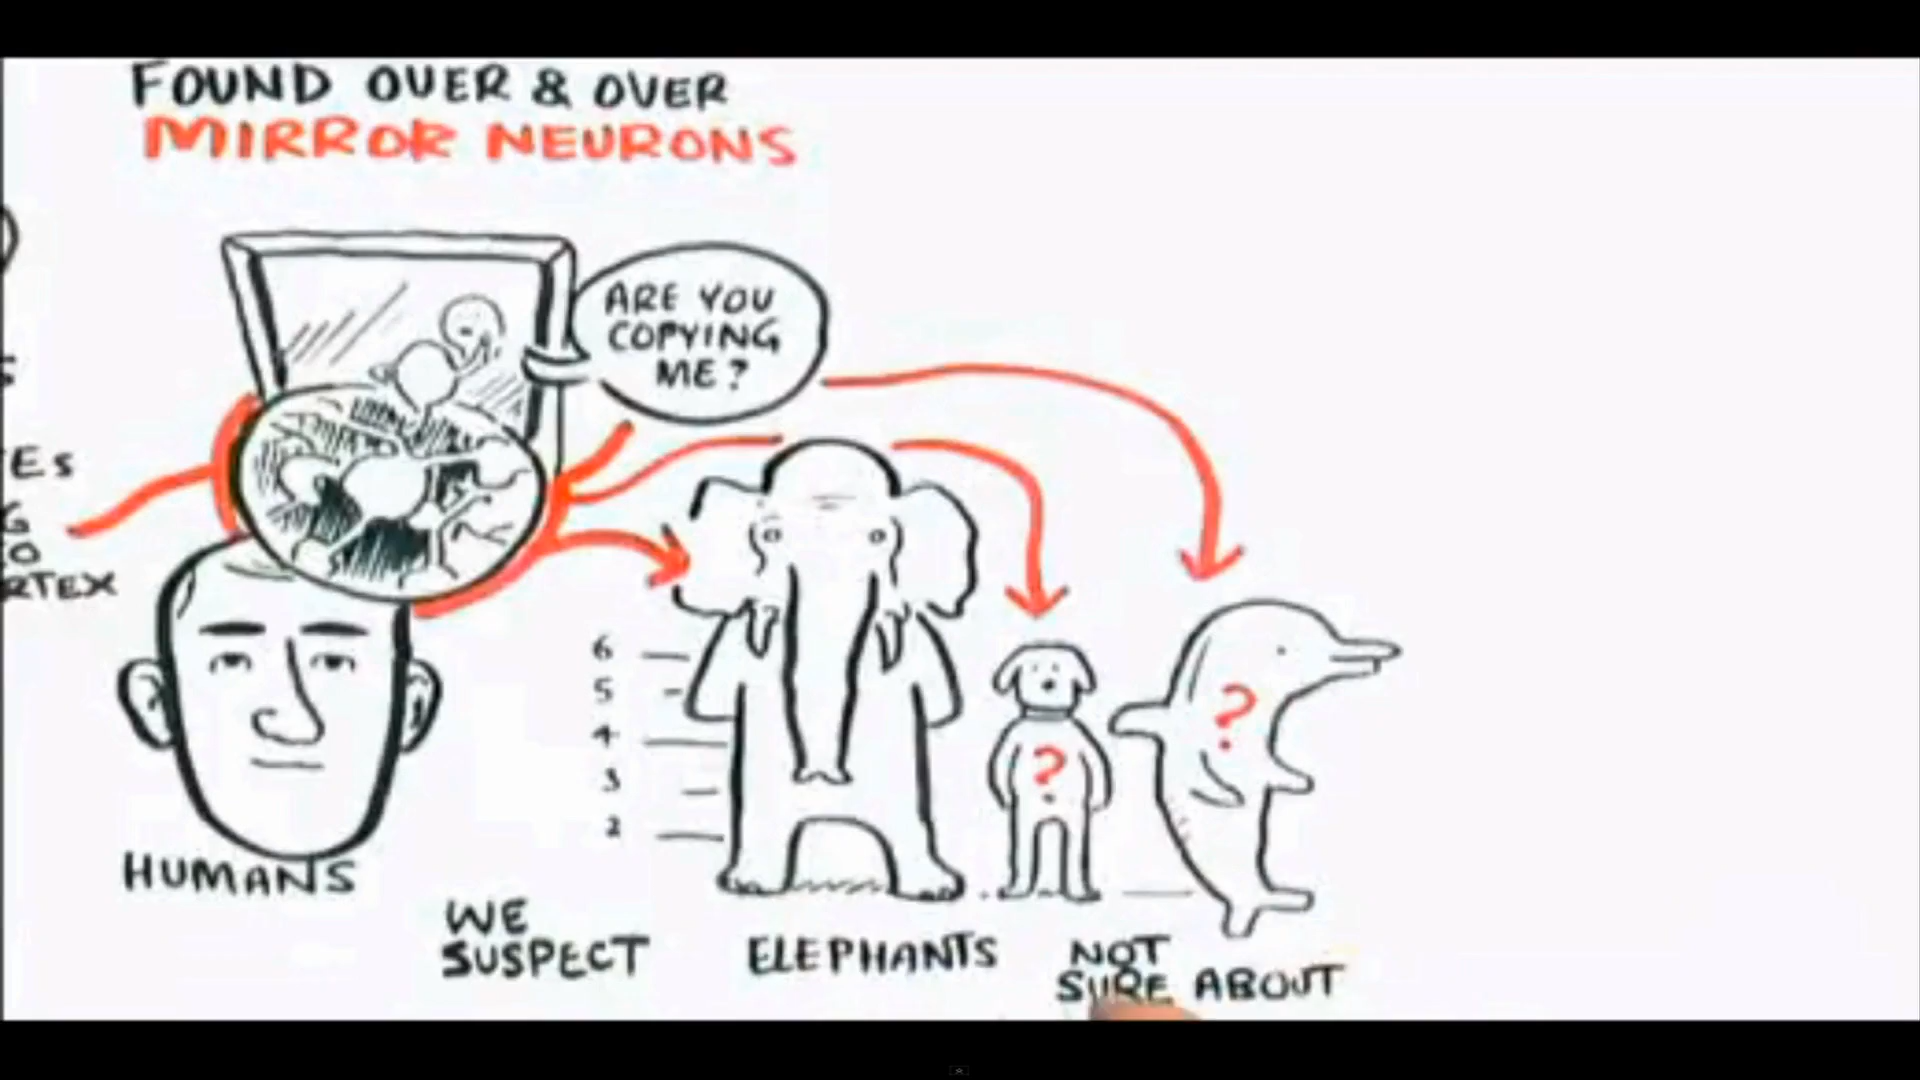 FOUND OVER & OVER
MIRROR NEURONS
ARE YOU
COPYING
ME?
ES
RTEX
6
5
4
3
2
?
?
HUMANS
WE
SUSPECT
ELEPHANTS
NOT
SURE ABOUT